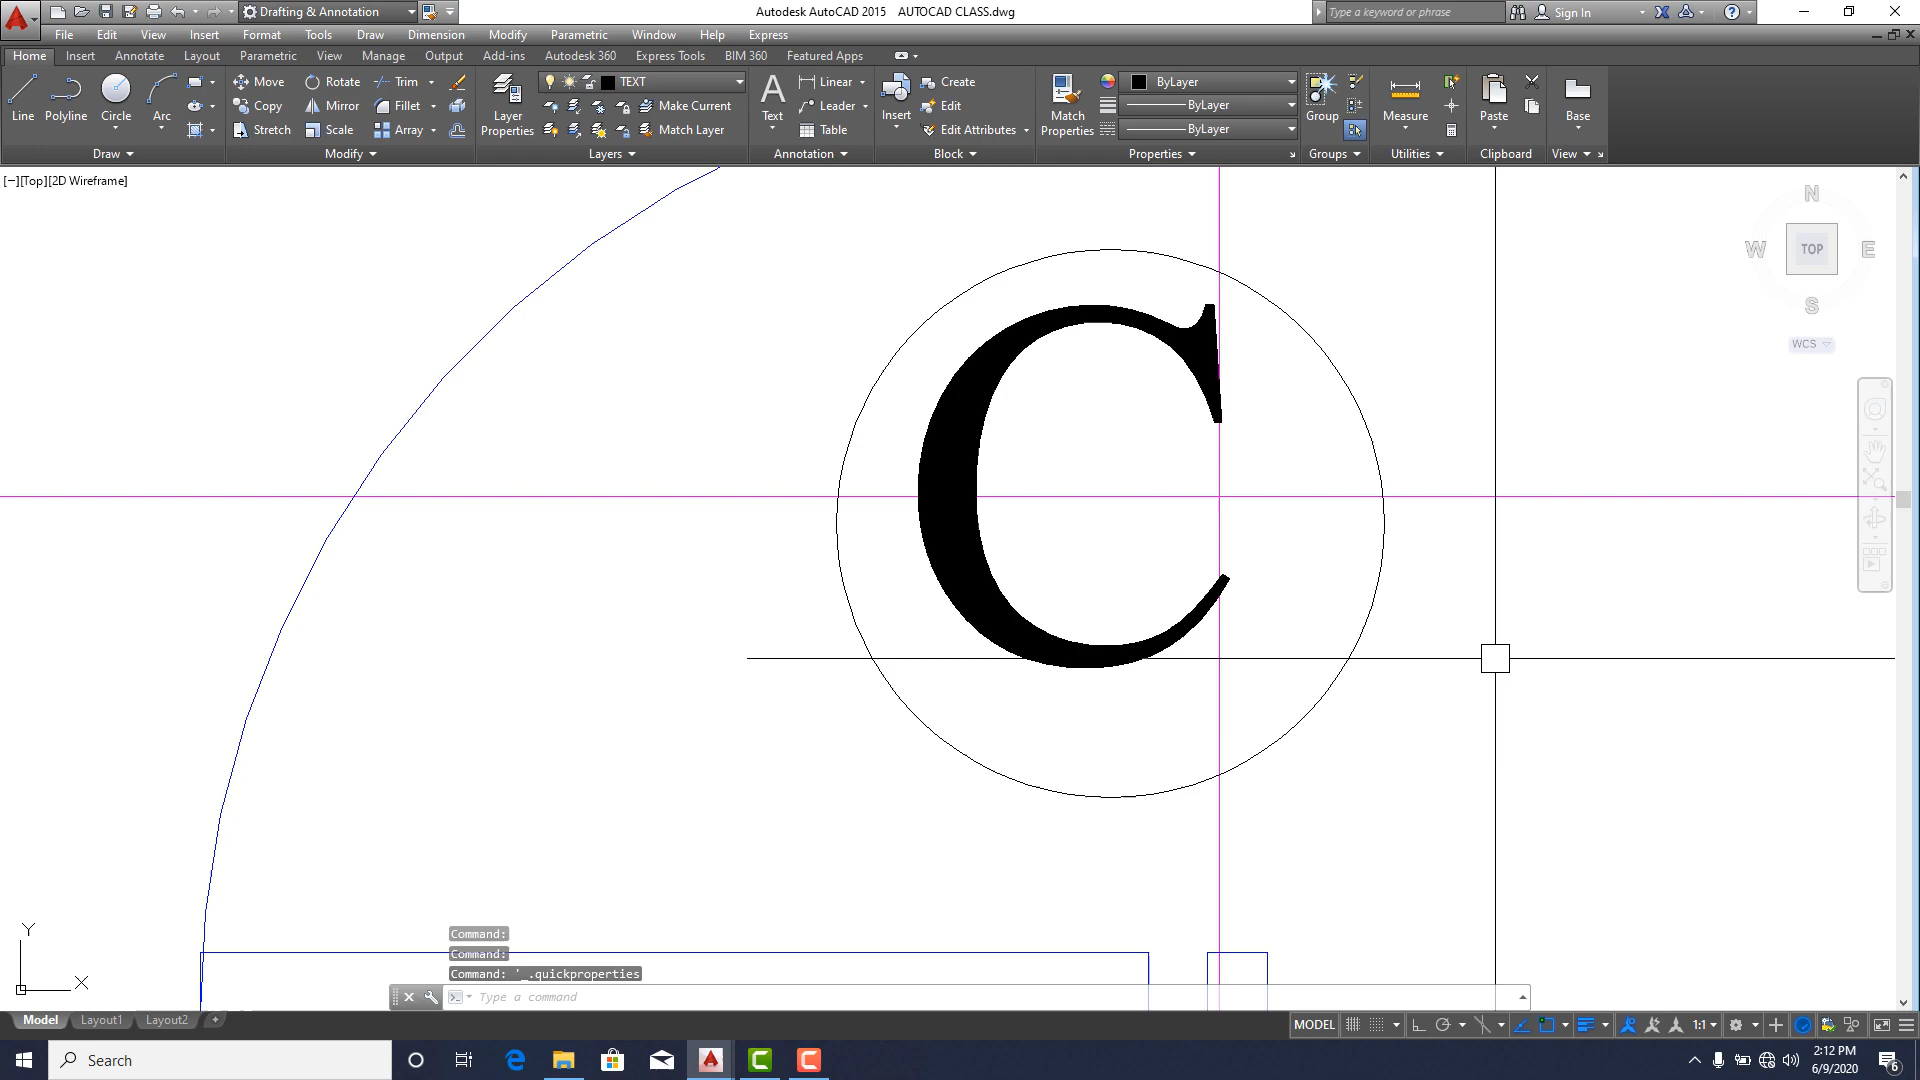 Drafting & Annotation
Autodesk AutoCAD 2015 AUTOCAD CLASS.dwg
Type a keyword or phrase
Sign In
File Edit View Insert Format Tools Draw Dimension Modify Parametric Window Help Express
Home Insert Annotate Layout Parametric View Manage Output Add-ins Autodesk 360 Express Tools BIM 360 Featured Apps
Line Polyline Circle Arc
Move Rotate Trim
Copy Mirror Fillet
Stretch Scale Array
Layer Properties
TEXT
Make Current
Match Layer
Text
Linear
Leader
Table
Insert
Create
Edit
Edit Attributes
Match Properties
ByLayer
ByLayer
ByLayer
Group
Measure
Paste
Base
Draw Modify Layers Annotation Block Properties Groups Utilities Clipboard View
[−][Top][2D Wireframe]
N
W TOP E
S
WCS
C
Y
X
Command:
Command:
Command: '_.quickproperties
Type a command
Model Layout1 Layout2 +
MODEL 1:1
Search
2:12 PM
6/9/2020
6